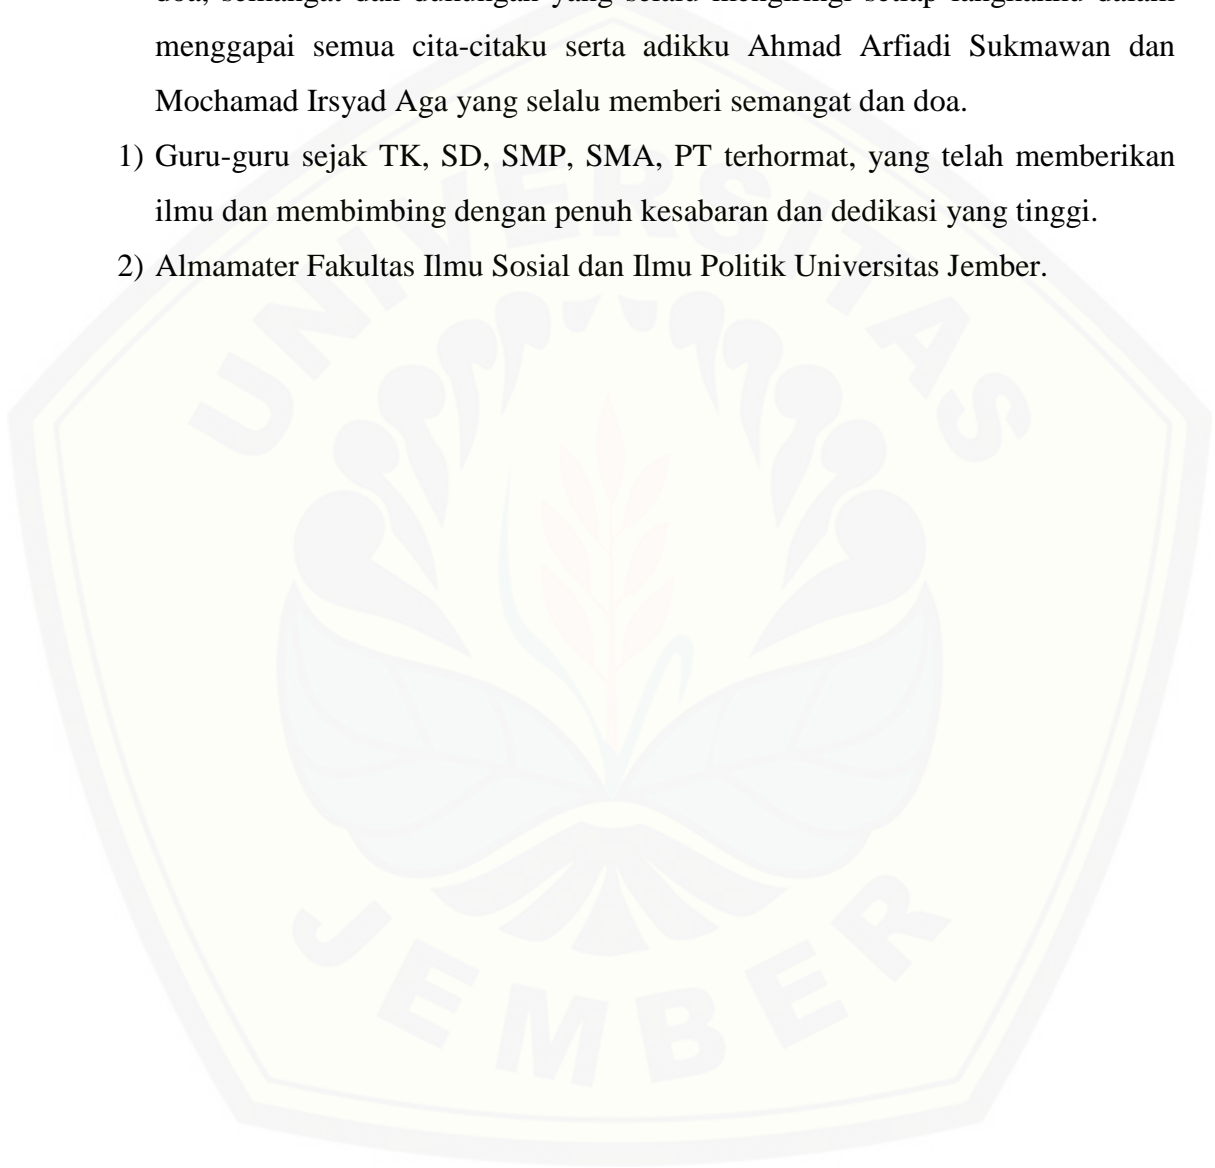 menggapai semua cita-citaku serta adikku Ahmad Arfiadi Sukmawan dan
Mochamad Irsyad Aga yang selalu memberi semangat dan doa.
1) Guru-guru sejak TK, SD, SMP, SMA, PT terhormat, yang telah memberikan
ilmu dan membimbing dengan penuh kesabaran dan dedikasi yang tinggi.
2) Almamater Fakultas Ilmu Sosial dan Ilmu Politik Universitas Jember.
UNIVERSITAS
JEMBER